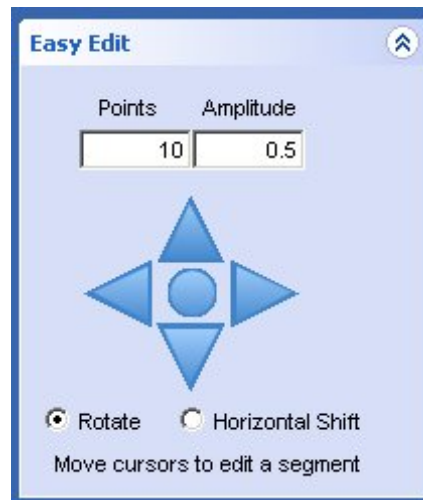 Easy Edit
Points Amplitude
10 0.5
Rotate Horizontal Shift
Move cursors to edit a segment